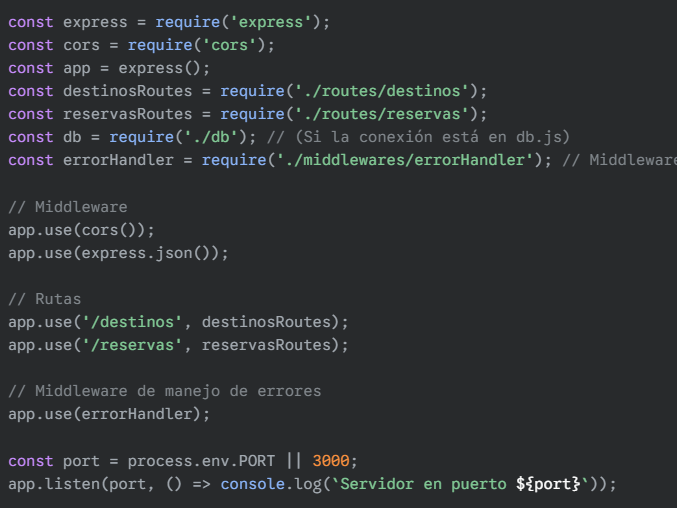 const express = require('express');
const cors = require('cors');
const app = express();
const destinosRoutes = require('./routes/destinos');
const reservasRoutes = require('./routes/reservas');
const db = require('./db'); // (Si la conexión está en db.js)
const errorHandler = require('./middlewares/errorHandler'); // Middleware
// Middleware
app.use(cors());
app.use(express.json());
// Rutas
app.use('/destinos', destinosRoutes);
app.use('/reservas', reservasRoutes);
// Middleware de manejo de errores
app.use(errorHandler);
const port = process.env.PORT || 3000;
app.listen(port, () => console.log(`Servidor en puerto ${port}`));